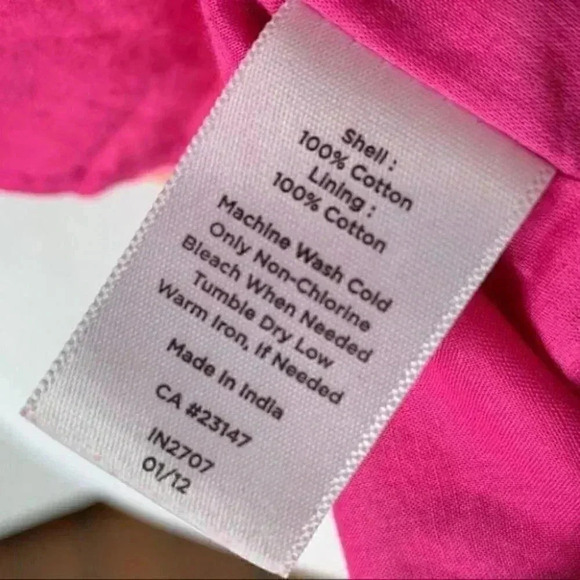 Shell :
100% Cotton
Lining :
100% Cotton
Machine Wash Cold
Only Non-Chlorine
Bleach When Needed
Tumble Dry Low
Warm Iron, If Needed
Made In India
CA #23147
IN2707
01/12